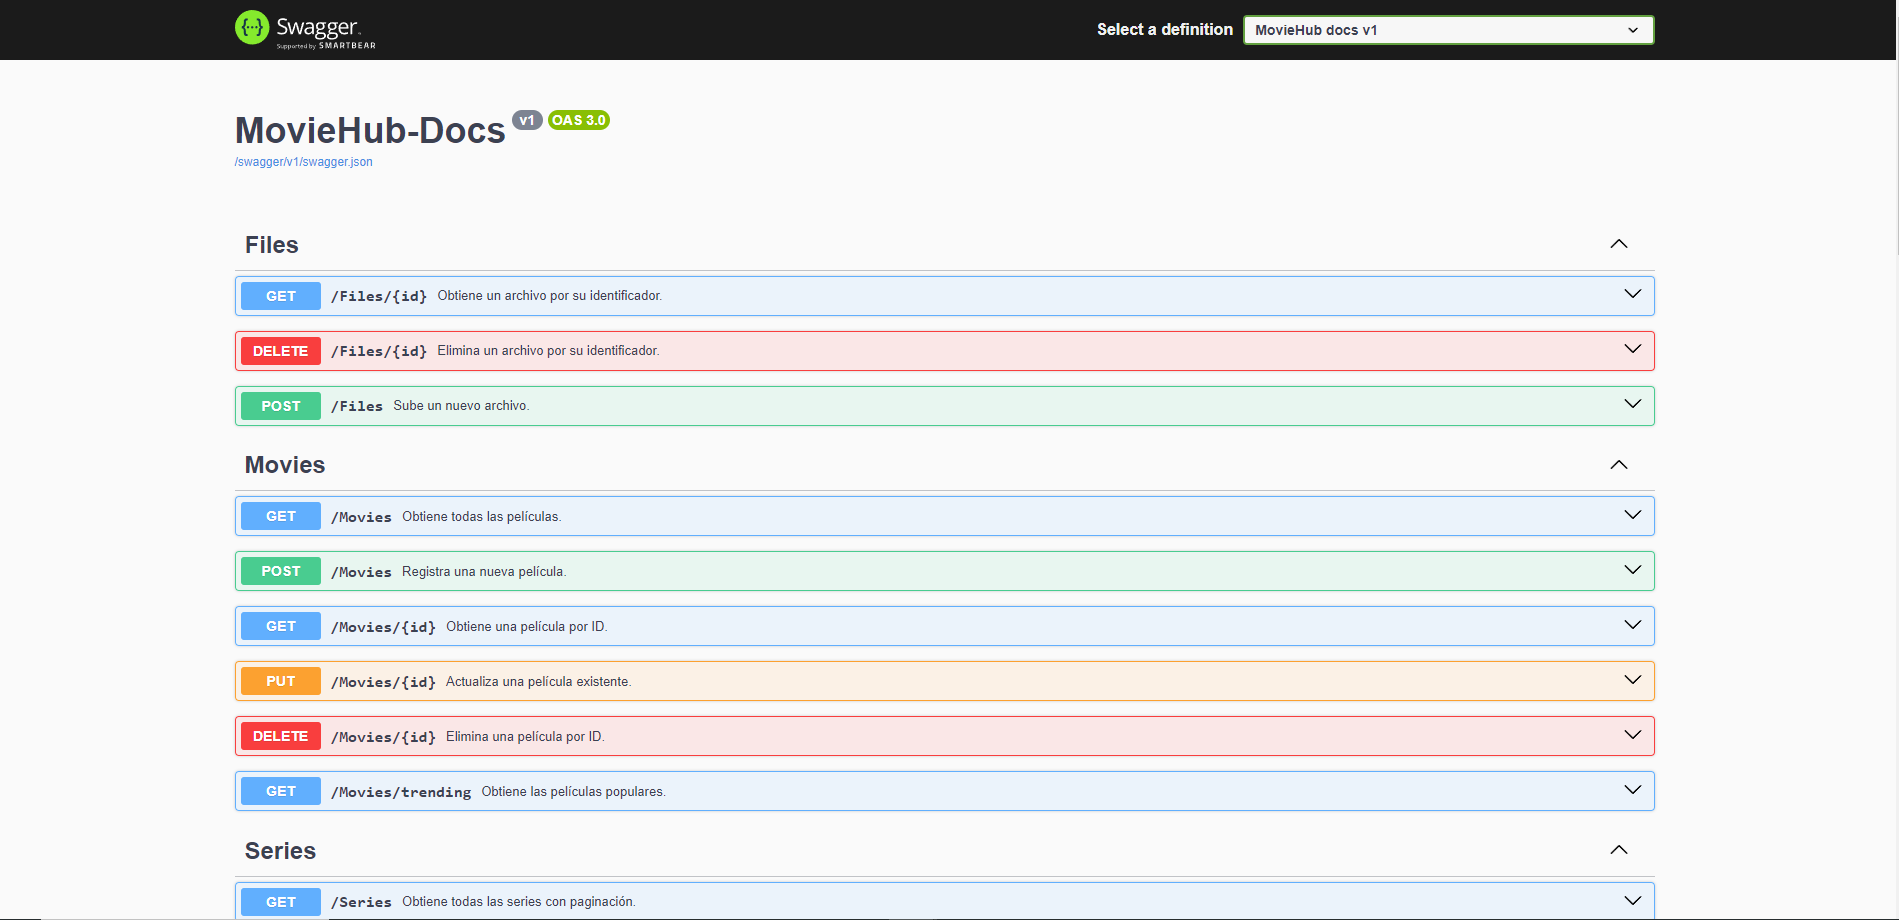 Swagger
Supported by SMARTBEAR
Select a definition
MovieHub docs v1
MovieHub-Docs v1 OAS 3.0
/swagger/v1/swagger.json
Files
GET /Files/{id} Obtiene un archivo por su identificador.
DELETE /Files/{id} Elimina un archivo por su identificador.
POST /Files Sube un nuevo archivo.
Movies
GET /Movies Obtiene todas las películas.
POST /Movies Registra una nueva película.
GET /Movies/{id} Obtiene una película por ID.
PUT /Movies/{id} Actualiza una película existente.
DELETE /Movies/{id} Elimina una película por ID.
GET /Movies/trending Obtiene las películas populares.
Series
GET /Series Obtiene todas las series con paginación.